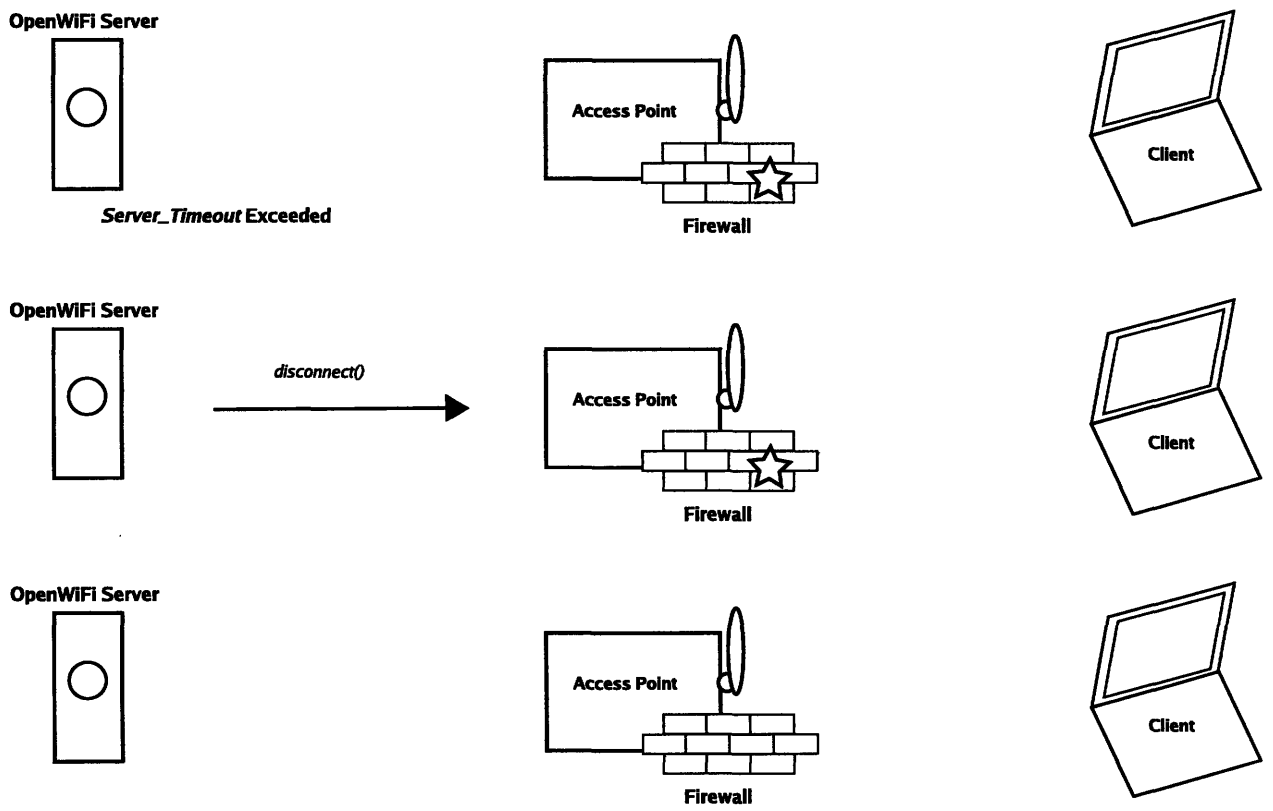 OpenWiFi Server
Access Point
Client
Server_Timeout Exceeded
Firewall
OpenWiFi Server
disconnect()
Access Point
Client
Firewall
OpenWiFi Server
Access Point
Client
Firewall